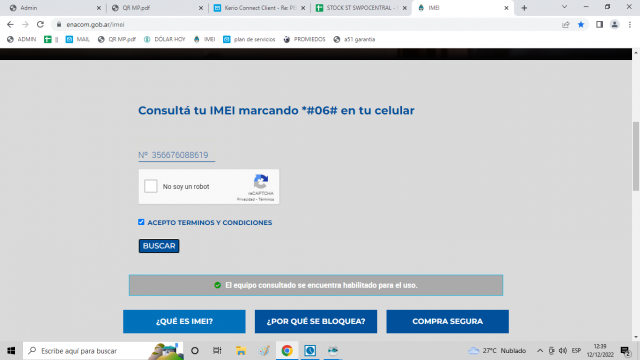 Admin
QR MP.pdf
Kerio Connect Client - Re: P
STOCK ST SWPOCENTRAL -
IMEI
enacom.gob.ar/imei
ADMIN
||
MAIL
QR MP.pdf
DOLAR HOY
IMEI
plan de servicios
PROMIEDOS
a51 garantia
Consultá tu IMEI marcando *#06# en tu celular
Nº 356676088619
No soy un robot
reCAPTCHA
Privacidad - Términos
ACEPTO TERMINOS Y CONDICIONES
BUSCAR
El equipo consultado se encuentra habilitado para el uso.
¿QUÉ ES IMEI?
¿POR QUÉ SE BLOQUEA?
COMPRA SEGURA
Escribe aquí para buscar
27°C Nublado
ESP
12:39
12/12/2022